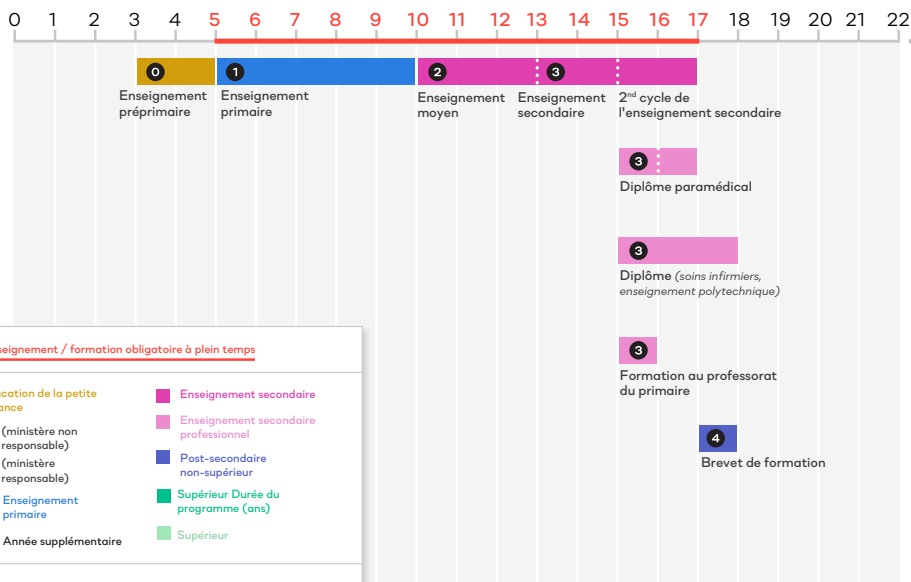 0 1 2 3 4 5 6 7 8 9 10 11 12 13 14 15 16 17 18 19 20 21 22
0 1 2 3
Enseignement
préprimaire
Enseignement
primaire
Enseignement
moyen
Enseignement
secondaire
2nd cycle de
l'enseignement secondaire
3
Diplôme paramédical
3
Diplôme (soins infirmiers,
enseignement polytechnique)
3
Formation au professorat
du primaire
4
Brevet de formation
seignement / formation obligatoire à plein temps
cation de la petite
ance
(ministère non
responsable)
(ministère
responsable)
Enseignement
primaire
Année supplémentaire
Enseignement secondaire
Enseignement secondaire
professionnel
Post-secondaire
non-supérieur
Supérieur Durée du
programme (ans)
Supérieur